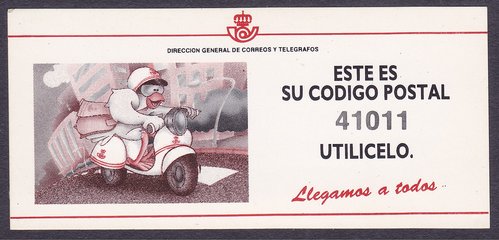 DIRECCION GENERAL DE CORREOS Y TELEGRAFOS
ESTE ES
SU CODIGO POSTAL
41011
UTILICELO.
Llegamos a todos